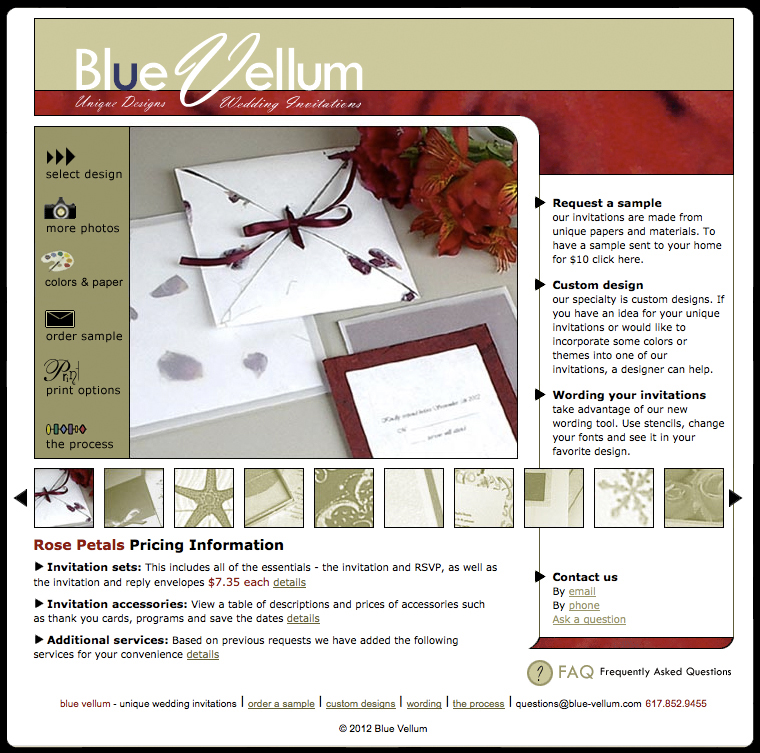 Blue Vellum
Unique Designs Wedding Invitations
select design
more photos
colors & paper
order sample
Print
print options
the process
Request a sample
our invitations are made from
unique papers and materials. To
have a sample sent to your home
for $10 click here.
Custom design
our specialty is custom designs. If
you have an idea for your unique
invitations or would like to
incorporate some colors or
themes into one of our
invitations, a designer can help.
Wording your invitations
take advantage of our new
wording tool. Use stencils, change
your fonts and see it in your
favorite design.
Rose Petals Pricing Information
Invitation sets: This includes all of the essentials - the invitation and RSVP, as well as
the invitation and reply envelopes $7.35 each details
Invitation accessories: View a table of descriptions and prices of accessories such
as thank you cards, programs and save the dates details
Additional services: Based on previous requests we have added the following
services for your convenience details
Contact us
By email
By phone
Ask a question
? FAQ Frequently Asked Questions
blue vellum - unique wedding invitations | order a sample | custom designs | wording | the process | questions@blue-vellum.com 617.852.9455
© 2012 Blue Vellum